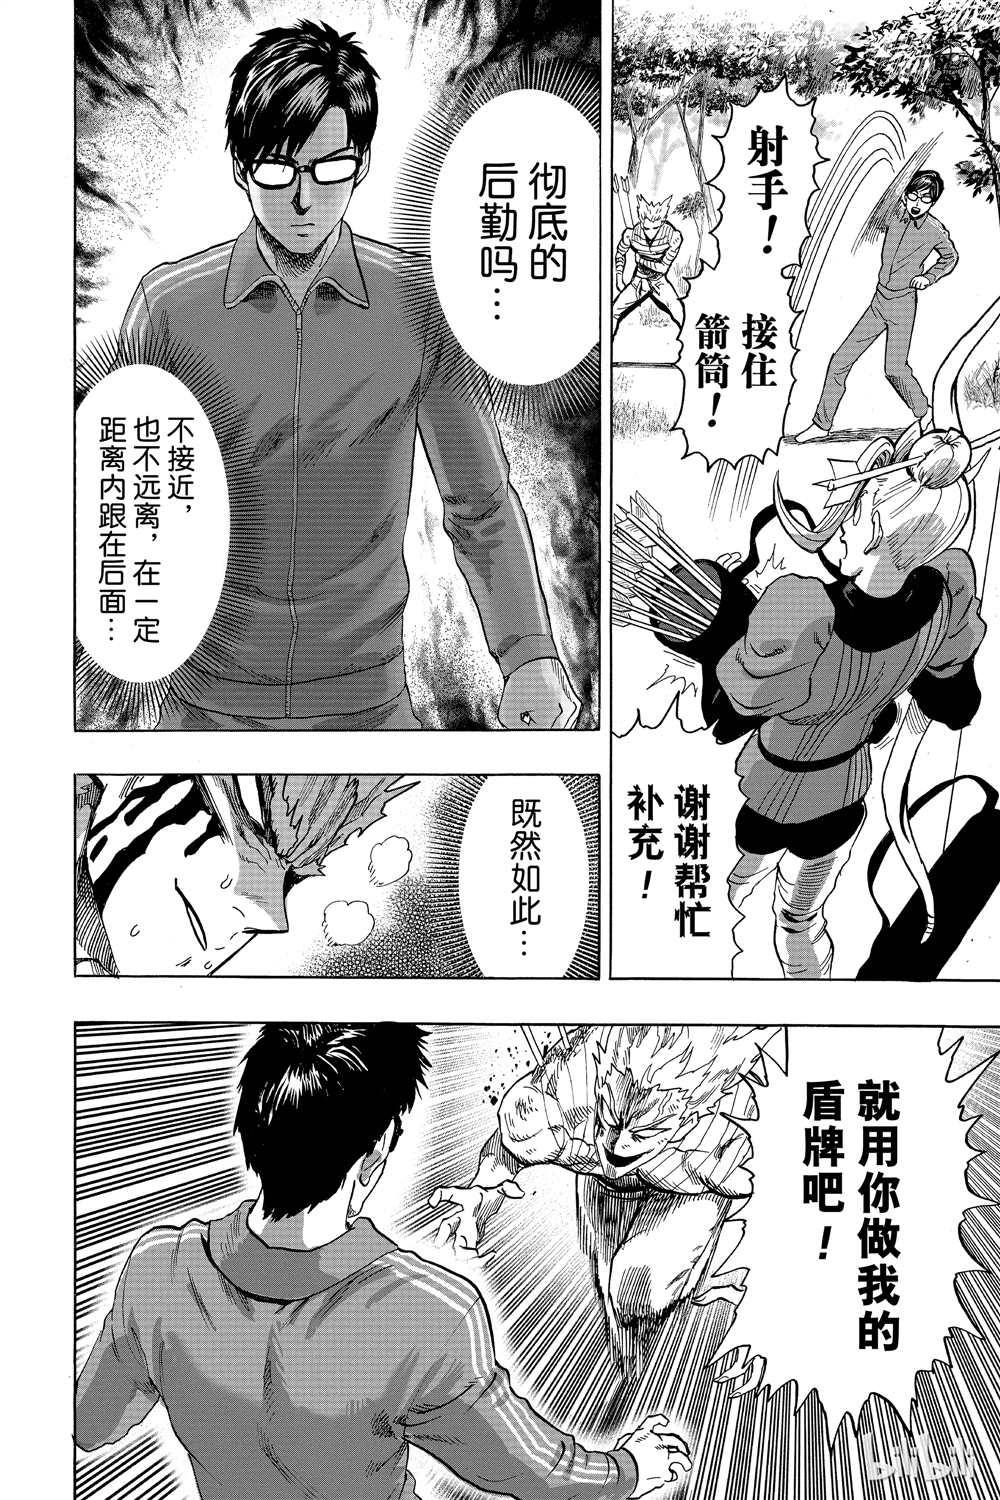 射手！
接住
箭筒！
谢谢帮忙
补充！
彻底的
后勤吗…
不接近，
也不远离，在一定
距离内跟在后面…
既然如此…
就用你做我的
盾牌吧！
bilibili